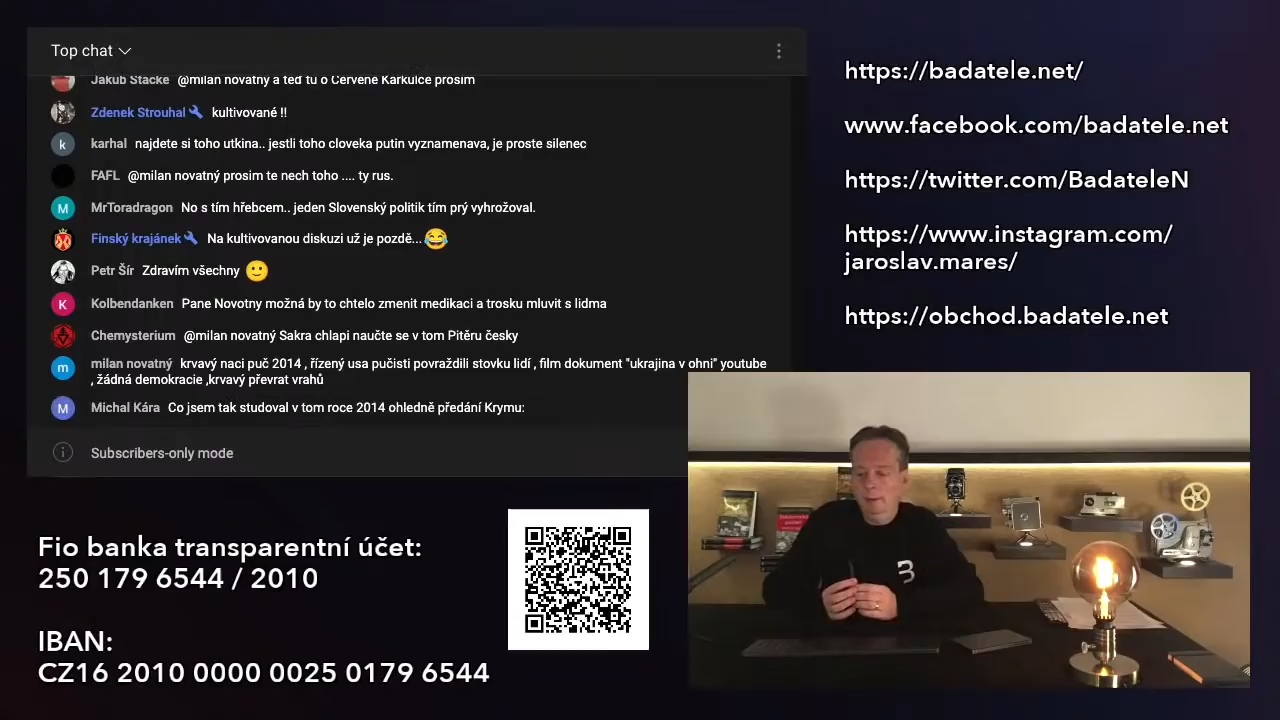 Top chat
Jakub Stacke @milan novatný a teď tu o Červené Karkulce prosím
Zdenek Strouhal kultivované !!
k karhal najdete si toho utkina.. jestli toho cloveka putin vyznamenava, je proste silenec
FAFL @milan novatný prosim te nech toho .... ty rus.
M MrToradragon No s tím hřebcem.. jeden Slovenský politik tím prý vyhrožoval.
Finský krajánek Na kultivovanou diskuzi už je pozdě...😂
Petr Šír Zdravím všechny 🙂
K Kolbendanken Pane Novotny možná by to chtelo zmenit medikaci a trosku mluvit s lidma
Chemysterium @milan novatný Sakra chlapi naučte se v tom Pitěru česky
m milan novatný krvavý naci puč 2014 , řízený usa pučisti povraždili stovku lidí , film dokument "ukrajina v ohni" youtube
, žádná demokracie ,krvavý převrat vrahů
M Michal Kára Co jsem tak studoval v tom roce 2014 ohledně předání Krymu:
Subscribers-only mode
https://badatele.net/
www.facebook.com/badatele.net
https://twitter.com/BadateleN
https://www.instagram.com/
jaroslav.mares/
https://obchod.badatele.net
Fio banka transparentní účet:
250 179 6544 / 2010
IBAN:
CZ16 2010 0000 0025 0179 6544
B